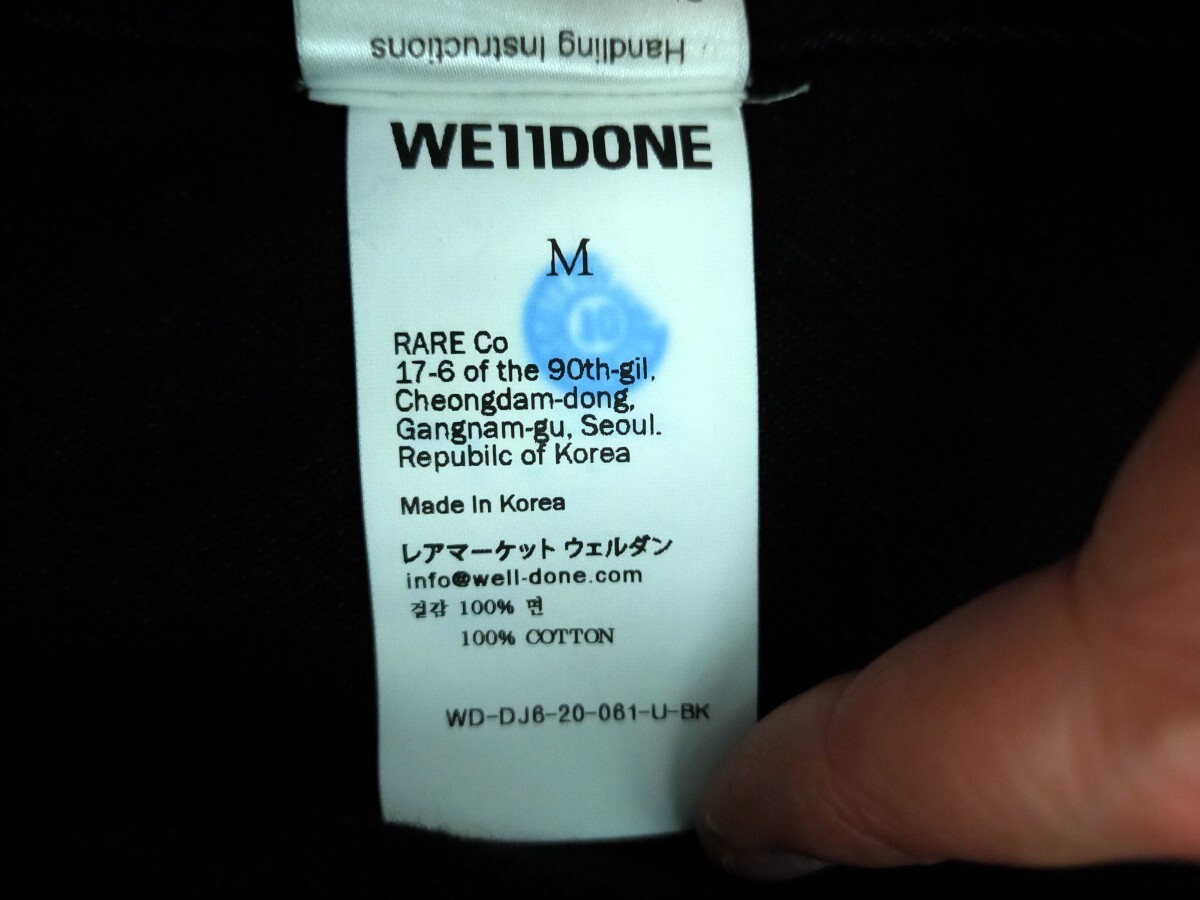 Handling Instructions
WE11DONE
M
10
RARE Co
17-6 of the 90th-gil,
Cheongdam-dong,
Gangnam-gu, Seoul.
Repubilc of Korea
Made In Korea
レアマーケット ウェルダン
info@well-done.com
겉감 100% 면
100% COTTON
WD-DJ6-20-061-U-BK